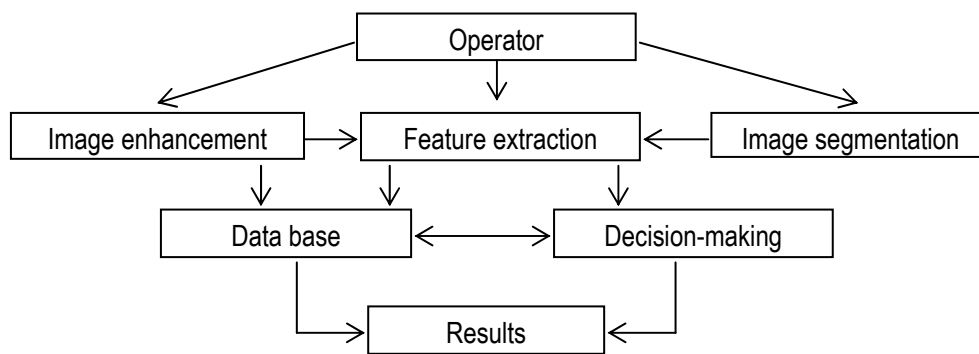 Operator
Image enhancement
Feature extraction
Image segmentation
Data base
Decision-making
Results